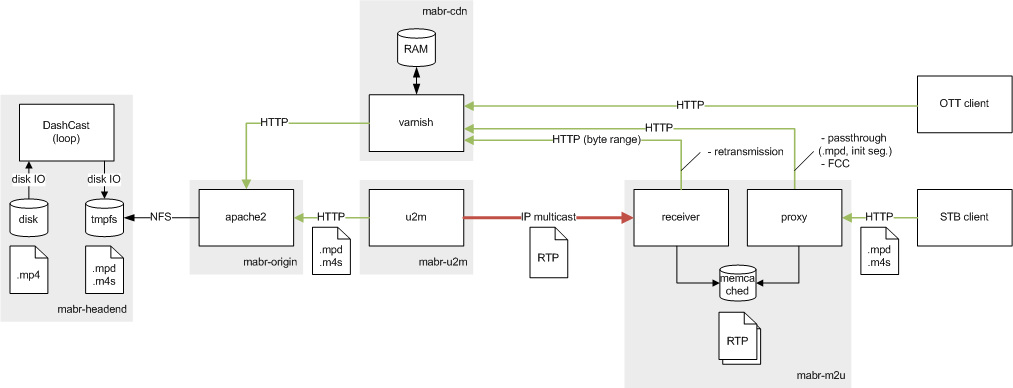 mabr-cdn
RAM
varnish
HTTP
HTTP
HTTP
HTTP (byte range)
OTT client
DashCast
(loop)
- retransmission
- passthrough
(.mpd, init seg.)
- FCC
disk IO
disk IO
disk
tmpfs
NFS
apache2
HTTP
u2m
IP multicast
receiver
proxy
HTTP
STB client
.mp4
.mpd
.m4s
.mpd
.m4s
RTP
.mpd
.m4s
mabr-origin
mabr-u2m
memca
ched
mabr-headend
RTP
mabr-m2u